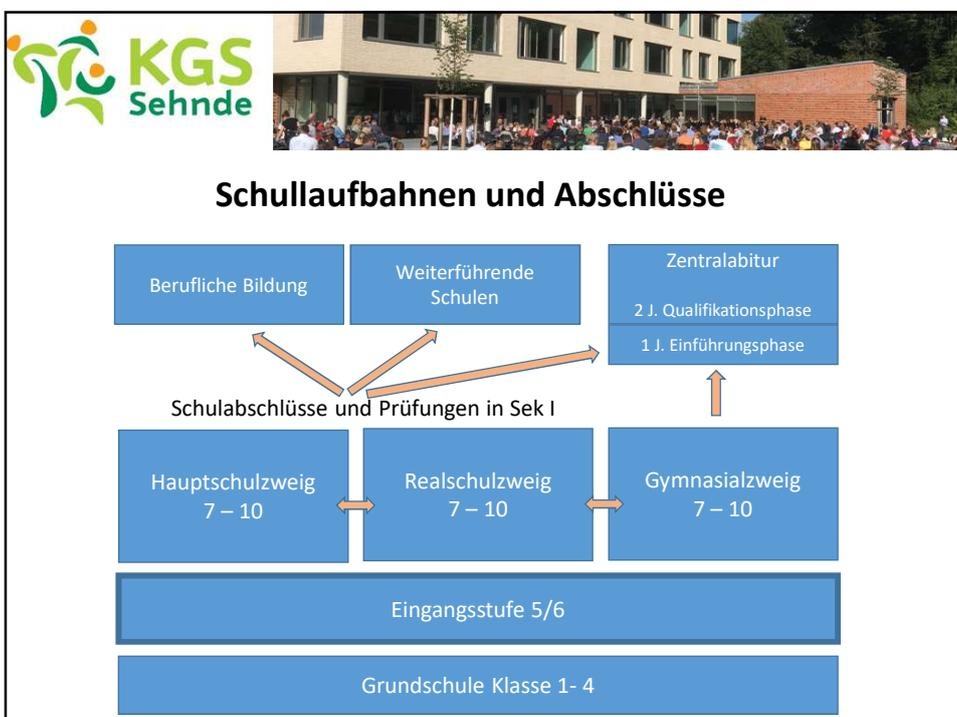 KGS
Sehnde
Schullaufbahnen und Abschlüsse
Berufliche Bildung
Weiterführende
Schulen
Zentralabitur
2 J. Qualifikationsphase
1 J. Einführungsphase
Schulabschlüsse und Prüfungen in Sek I
Hauptschulzweig
7 – 10
Realschulzweig
7 – 10
Gymnasialzweig
7 – 10
Eingangsstufe 5/6
Grundschule Klasse 1- 4